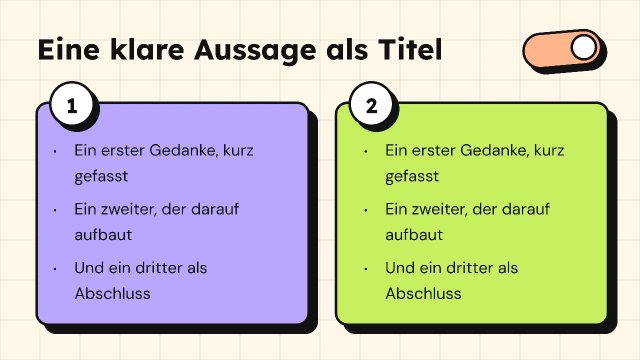 Eine klare Aussage als Titel
1
· Ein erster Gedanke, kurz
gefasst
· Ein zweiter, der darauf
aufbaut
· Und ein dritter als
Abschluss
2
· Ein erster Gedanke, kurz
gefasst
· Ein zweiter, der darauf
aufbaut
· Und ein dritter als
Abschluss